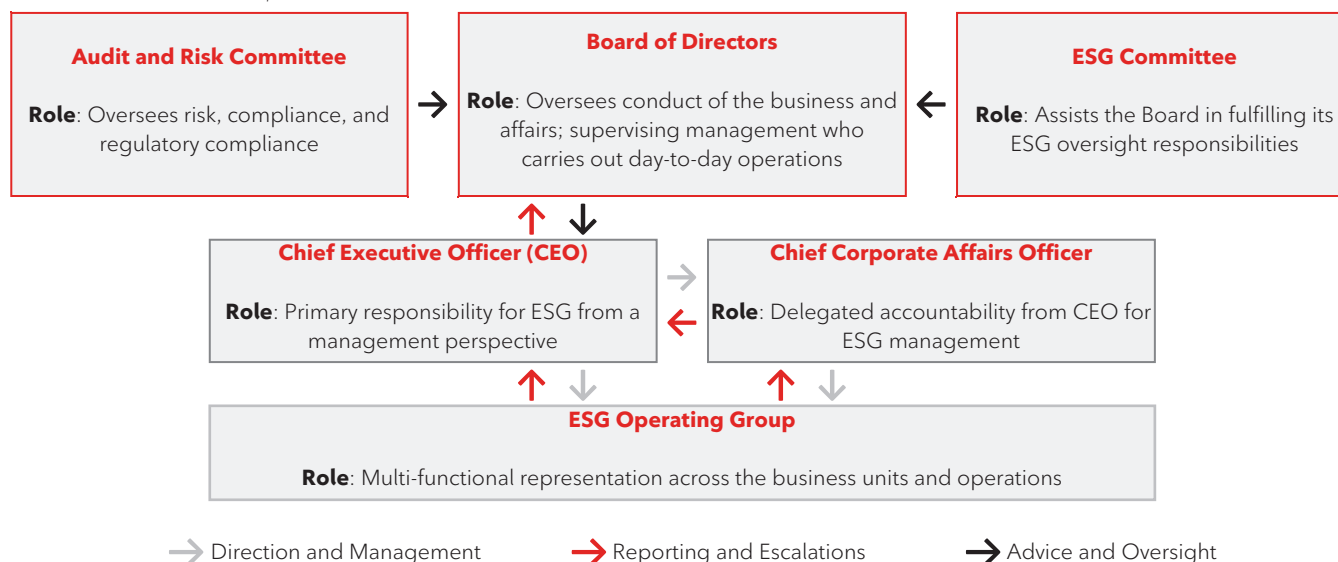 Audit and Risk Committee
Role: Oversees risk, compliance, and
regulatory compliance
Board of Directors
Role: Oversees conduct of the business and
affairs; supervising management who
carries out day-to-day operations
ESG Committee
Role: Assists the Board in fulfilling its
ESG oversight responsibilities
Chief Executive Officer (CEO)
Role: Primary responsibility for ESG from a
management perspective
Chief Corporate Affairs Officer
Role: Delegated accountability from CEO for
ESG management
ESG Operating Group
Role: Multi-functional representation across the business units and operations
Direction and Management
Reporting and Escalations
Advice and Oversight